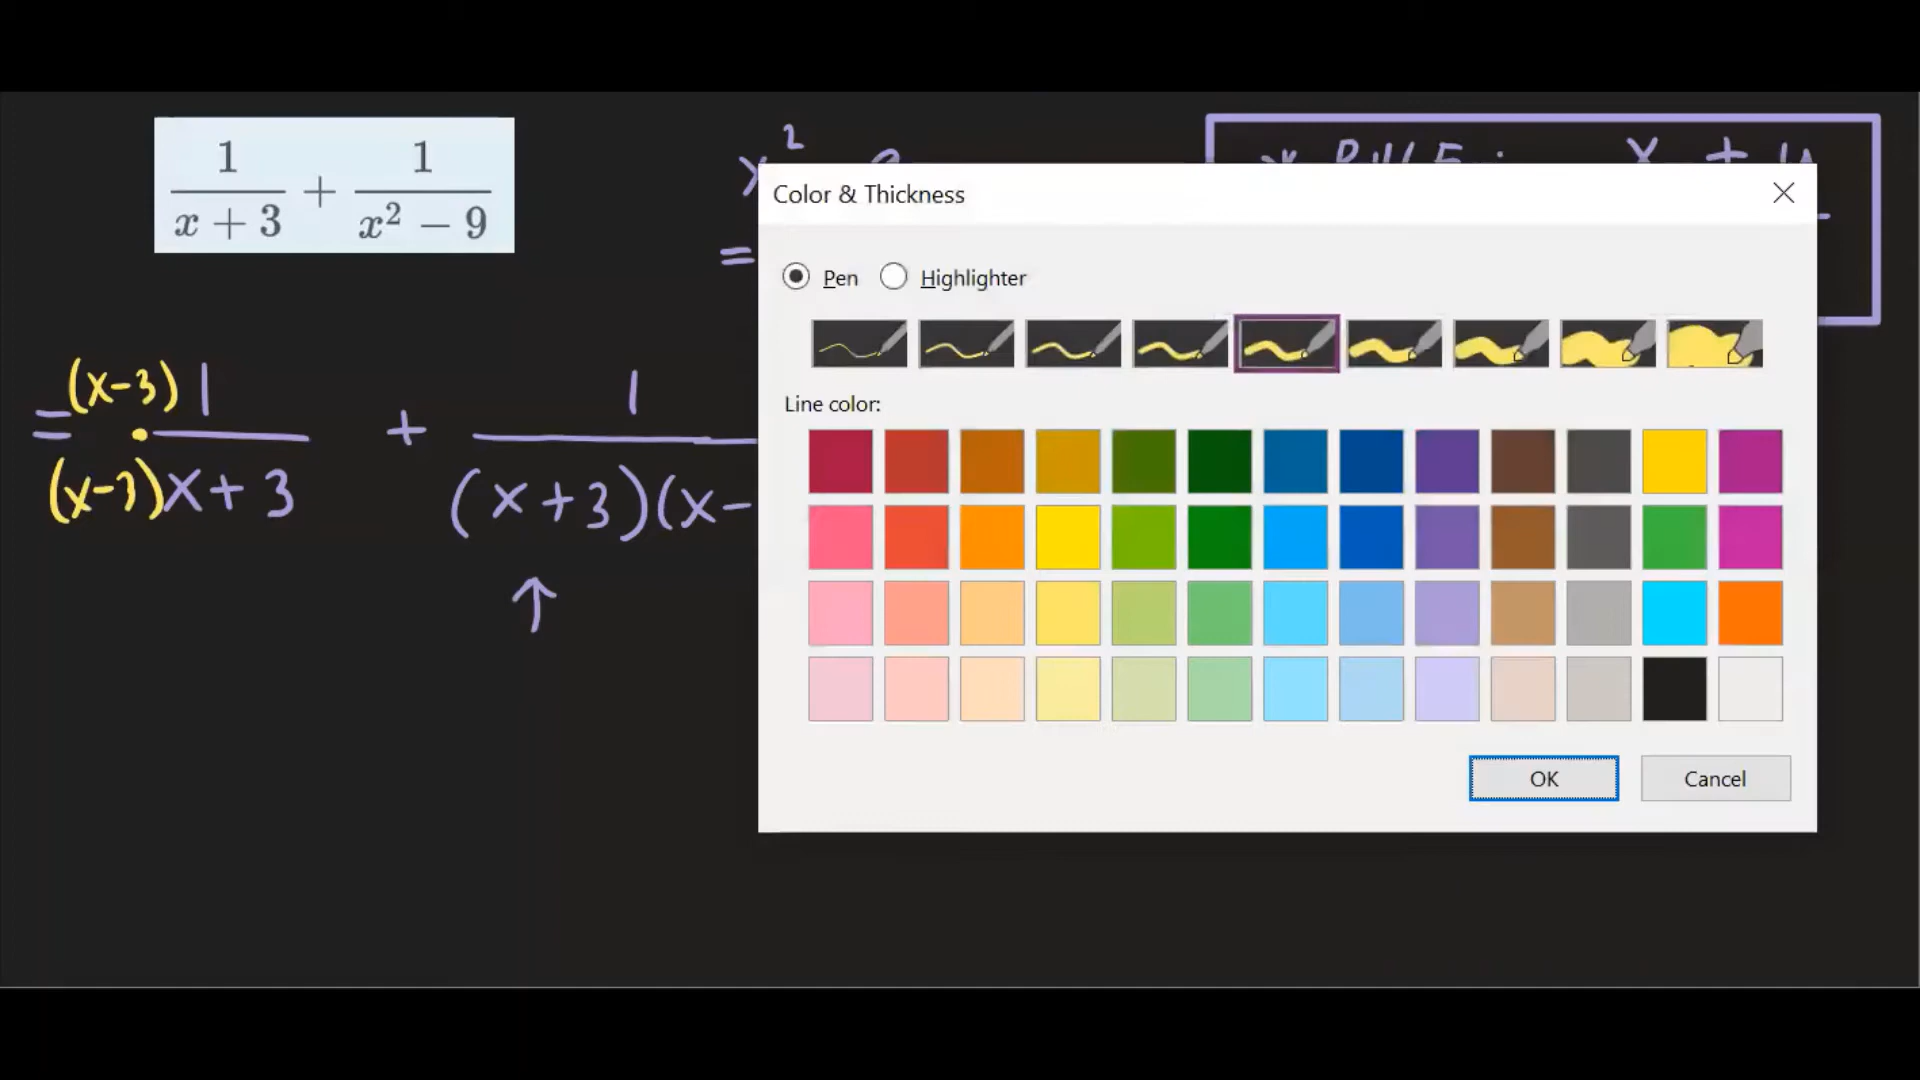 1 / (x + 3) + 1 / (x² − 9)
x²
=
Color & Thickness
Pen Highlighter
Line color:
OK Cancel
= (x-3) 1 / (x-3) x + 3 + 1 / (x + 3)(x -
↑